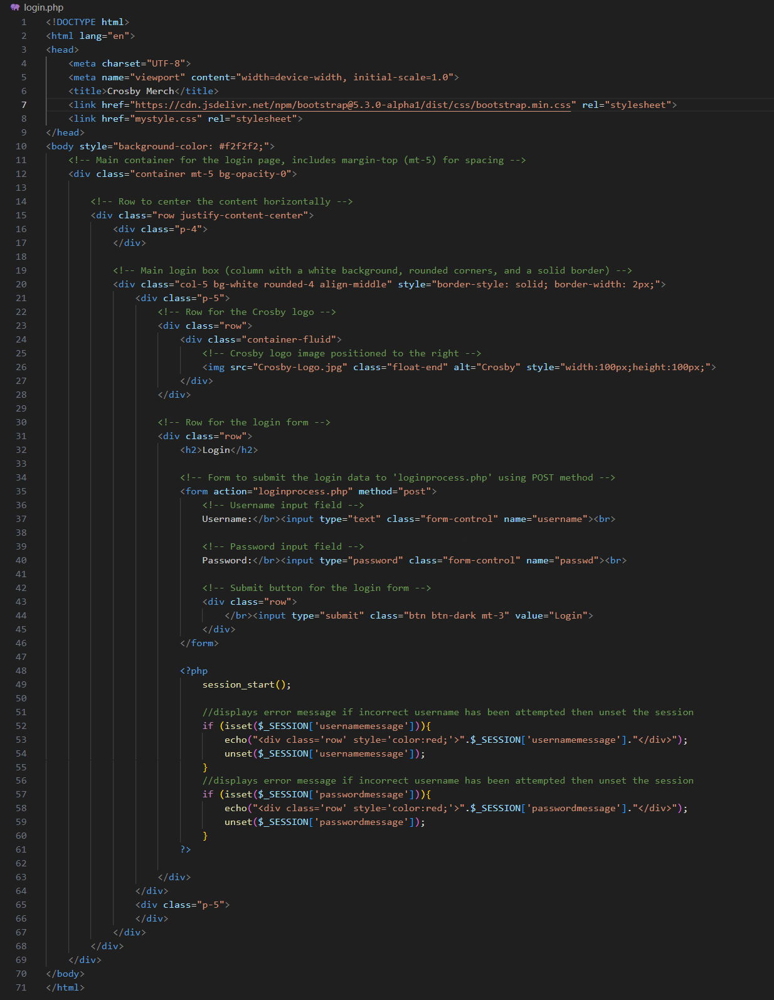 login.php
1 <!DOCTYPE html>
2 <html lang="en">
3 <head>
4     <meta charset="UTF-8">
5     <meta name="viewport" content="width=device-width, initial-scale=1.0">
6     <title>Crosby Merch</title>
7     <link href="https://cdn.jsdelivr.net/npm/bootstrap@5.3.0-alpha1/dist/css/bootstrap.min.css" rel="stylesheet">
8     <link href="mystyle.css" rel="stylesheet">
9 </head>
10 <body style="background-color: #f2f2f2;">
11     <!-- Main container for the login page, includes margin-top (mt-5) for spacing -->
12     <div class="container mt-5 bg-opacity-0">
13
14         <!-- Row to center the content horizontally -->
15         <div class="row justify-content-center">
16             <div class="p-4">
17             </div>
18
19             <!-- Main login box (column with a white background, rounded corners, and a solid border) -->
20             <div class="col-5 bg-white rounded-4 align-middle" style="border-style: solid; border-width: 2px;">
21                 <div class="p-5">
22                     <!-- Row for the Crosby logo -->
23                     <div class="row">
24                         <div class="container-fluid">
25                             <!-- Crosby logo image positioned to the right -->
26                             <img src="Crosby-Logo.jpg" class="float-end" alt="Crosby" style="width:100px;height:100px;">
27                         </div>
28                     </div>
29
30                     <!-- Row for the login form -->
31                     <div class="row">
32                         <h2>Login</h2>
33
34                         <!-- Form to submit the login data to 'loginprocess.php' using POST method -->
35                         <form action="loginprocess.php" method="post">
36                             <!-- Username input field -->
37                             Username:</br><input type="text" class="form-control" name="username"><br>
38
39                             <!-- Password input field -->
40                             Password:</br><input type="password" class="form-control" name="passwd"><br>
41
42                             <!-- Submit button for the login form -->
43                             <div class="row">
44                                 </br><input type="submit" class="btn btn-dark mt-3" value="Login">
45                             </div>
46                         </form>
47
48                         <?php
49                             session_start();
50
51                             //displays error message if incorrect username has been attempted then unset the session
52                             if (isset($_SESSION['usernamemessage'])){
53                                 echo("<div class='row' style='color:red;'>".$_SESSION['usernamemessage']."</div>");
54                                 unset($_SESSION['usernamemessage']);
55                             }
56                             //displays error message if incorrect username has been attempted then unset the session
57                             if (isset($_SESSION['passwordmessage'])){
58                                 echo("<div class='row' style='color:red;'>".$_SESSION['passwordmessage']."</div>");
59                                 unset($_SESSION['passwordmessage']);
60                             }
61                         ?>
62
63                     </div>
64                 </div>
65                 <div class="p-5">
66                 </div>
67             </div>
68         </div>
69     </div>
70 </body>
71 </html>